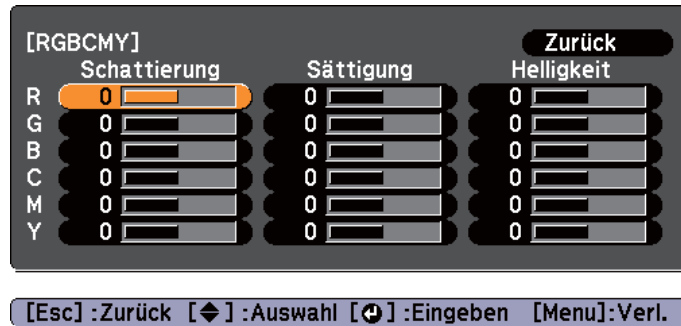 [RGBCMY] Zurück
Schattierung Sättigung Helligkeit
R 0 0 0
G 0 0 0
B 0 0 0
C 0 0 0
M 0 0 0
Y 0 0 0
[Esc] :Zurück [◆] :Auswahl [↵] :Eingeben [Menu]:Verl.